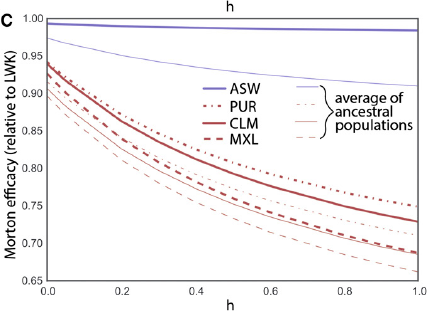 h
C
1.00
0.95
0.90
0.85
0.80
0.75
0.70
0.65
Morton efficacy (relative to LWK)
ASW
PUR
CLM
MXL
average of
ancestral
populations
0.0
0.2
0.4
0.6
0.8
1.0
h